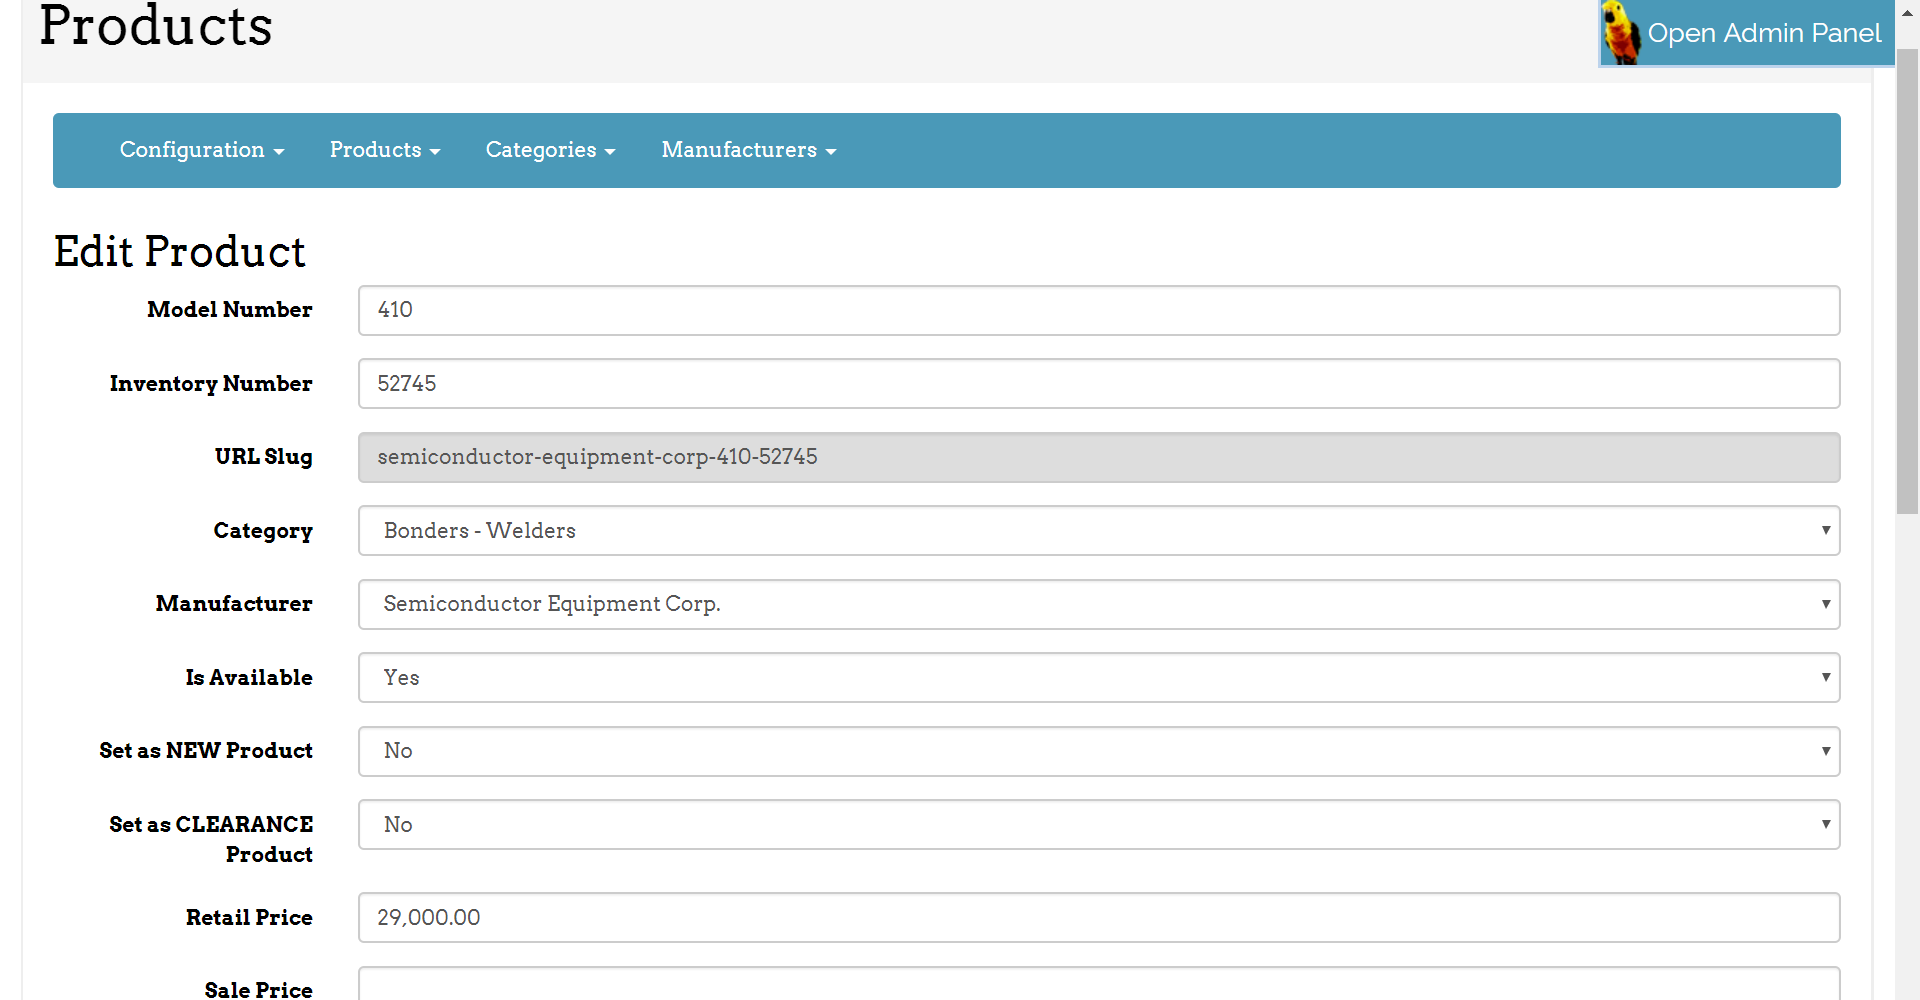 Products
Open Admin Panel
Configuration Products Categories Manufacturers
Edit Product
Model Number 410
Inventory Number 52745
URL Slug semiconductor-equipment-corp-410-52745
Category Bonders - Welders
Manufacturer Semiconductor Equipment Corp.
Is Available Yes
Set as NEW Product No
Set as CLEARANCE No
Product
Retail Price 29,000.00
Sale Price